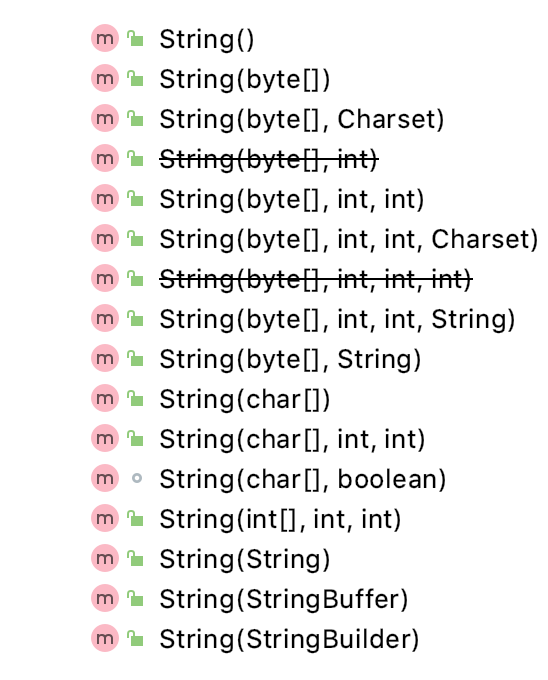 m String()
m String(byte[])
m String(byte[], Charset)
m String(byte[], int)
m String(byte[], int, int)
m String(byte[], int, int, Charset)
m String(byte[], int, int, int)
m String(byte[], int, int, String)
m String(byte[], String)
m String(char[])
m String(char[], int, int)
m String(char[], boolean)
m String(int[], int, int)
m String(String)
m String(StringBuffer)
m String(StringBuilder)